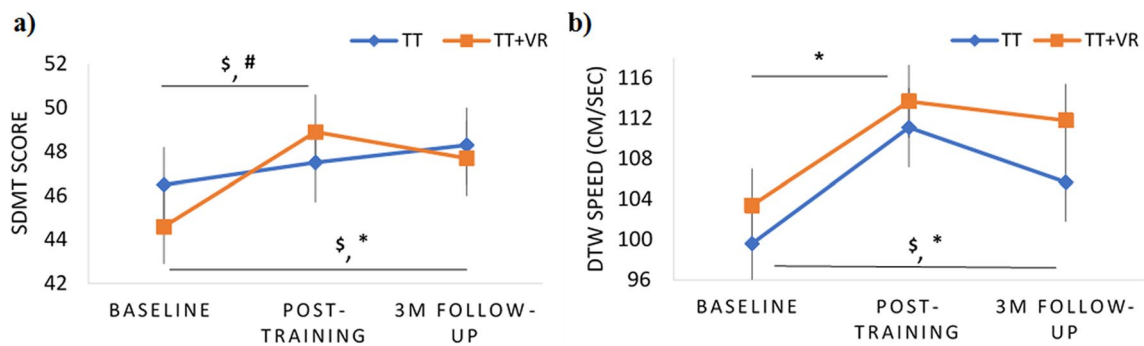 a)
TT TT+VR
SDMT SCORE
52
50
48
46
44
42
$, #
$, *
BASELINE POST-TRAINING 3M FOLLOW-UP
b)
TT TT+VR
DTW SPEED (CM/SEC)
116
112
108
104
100
96
*
$, *
BASELINE POST-TRAINING 3M FOLLOW-UP